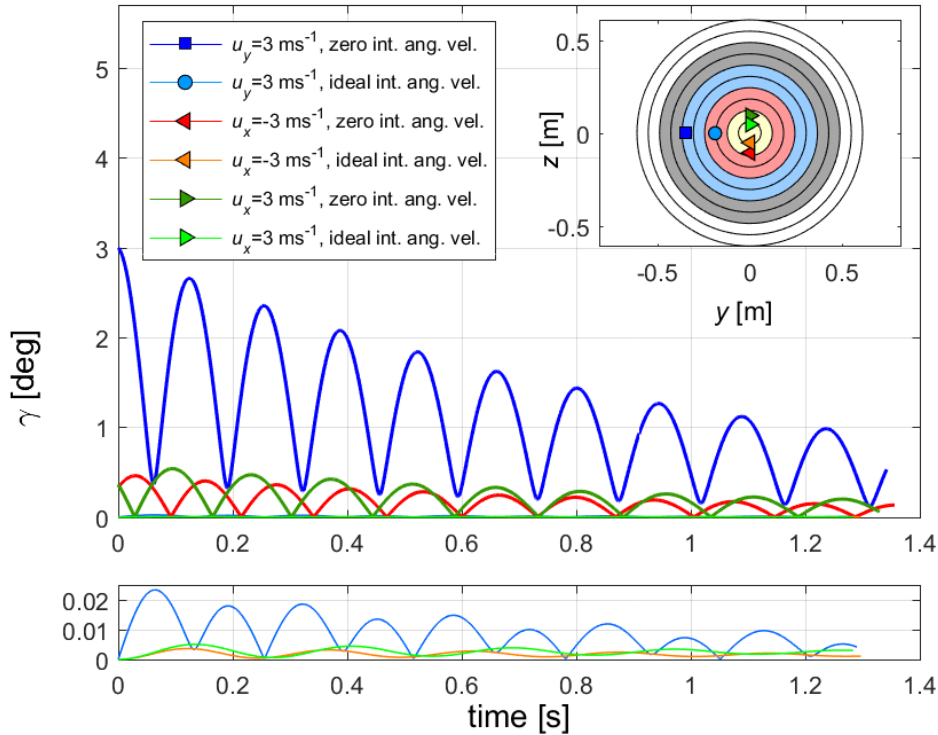 5
4
3
2
1
0
γ [deg]
u_y=3 ms⁻¹, zero int. ang. vel.
u_y=3 ms⁻¹, ideal int. ang. vel.
u_x=-3 ms⁻¹, zero int. ang. vel.
u_x=-3 ms⁻¹, ideal int. ang. vel.
u_x=3 ms⁻¹, zero int. ang. vel.
u_x=3 ms⁻¹, ideal int. ang. vel.
0.5
0
-0.5
z [m]
-0.5 0 0.5
y [m]
0 0.2 0.4 0.6 0.8 1 1.2 1.4
0.02
0.01
0
0 0.2 0.4 0.6 0.8 1 1.2 1.4
time [s]